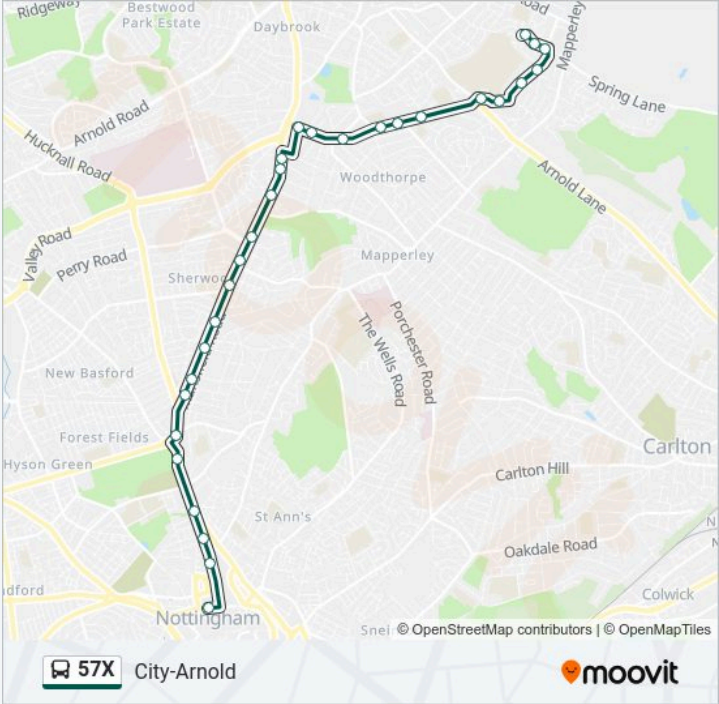 Ridgeway
Bestwood
Park Estate
Daybrook
Road
Mapperley
Spring Lane
Arnold Road
Hucknall Road
Arnold Lane
Woodthorpe
Valley Road
Perry Road
Mapperley
Sherwoo
The Wells Road
Porchester Road
New Basford
Forest Fields
Hyson Green
Carlton
Carlton Hill
St Ann's
Oakdale Road
adford
Colwick
Nottingham
Snei
© OpenStreetMap contributors | © OpenMapTiles
57X City-Arnold
moovit